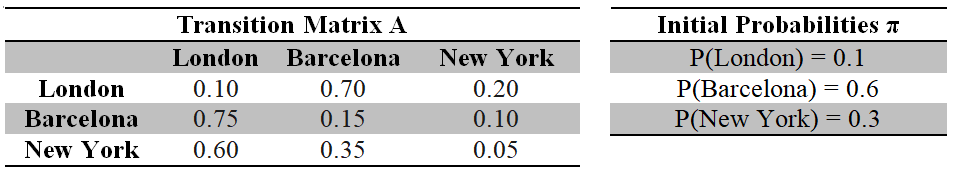 Transition Matrix A
London Barcelona New York
London 0.10 0.70 0.20
Barcelona 0.75 0.15 0.10
New York 0.60 0.35 0.05
Initial Probabilities π
P(London) = 0.1
P(Barcelona) = 0.6
P(New York) = 0.3